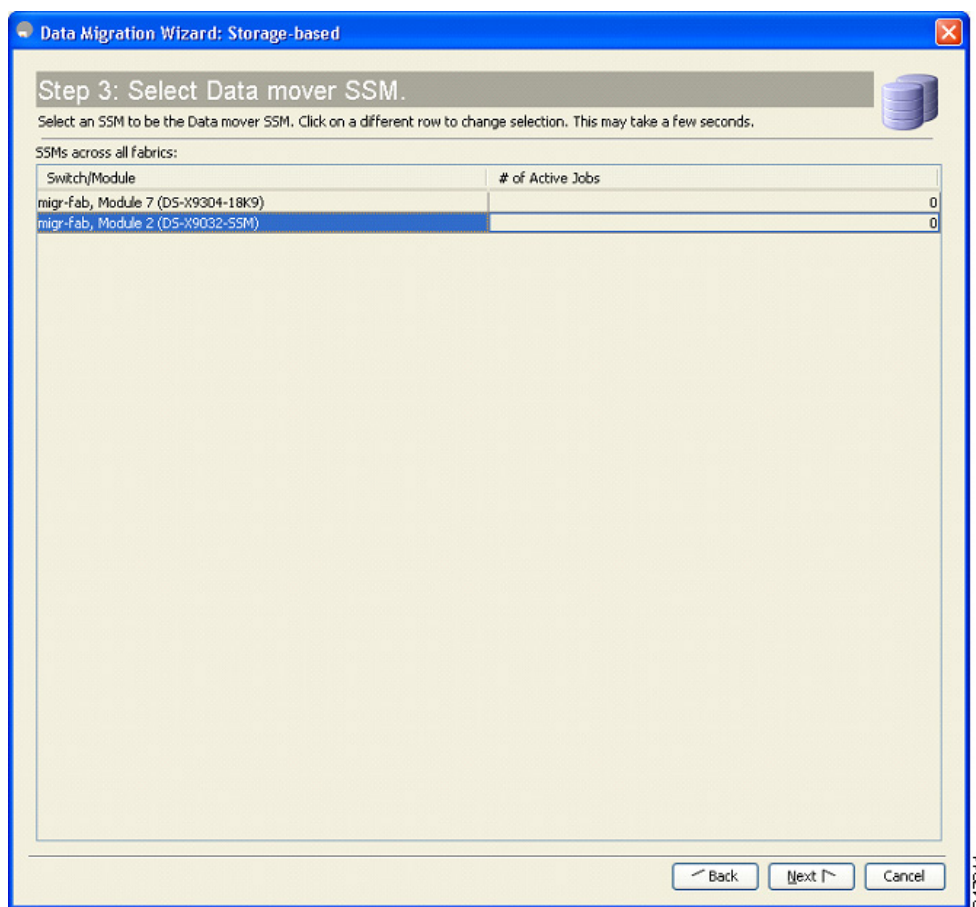 Data Migration Wizard: Storage-based
Step 3: Select Data mover SSM.
Select an SSM to be the Data mover SSM. Click on a different row to change selection. This may take a few seconds.
SSMs across all fabrics:
Switch/Module # of Active Jobs
migr-fab, Module 7 (DS-X9304-18K9) 0
migr-fab, Module 2 (DS-X9032-SSM) 0
Back Next Cancel